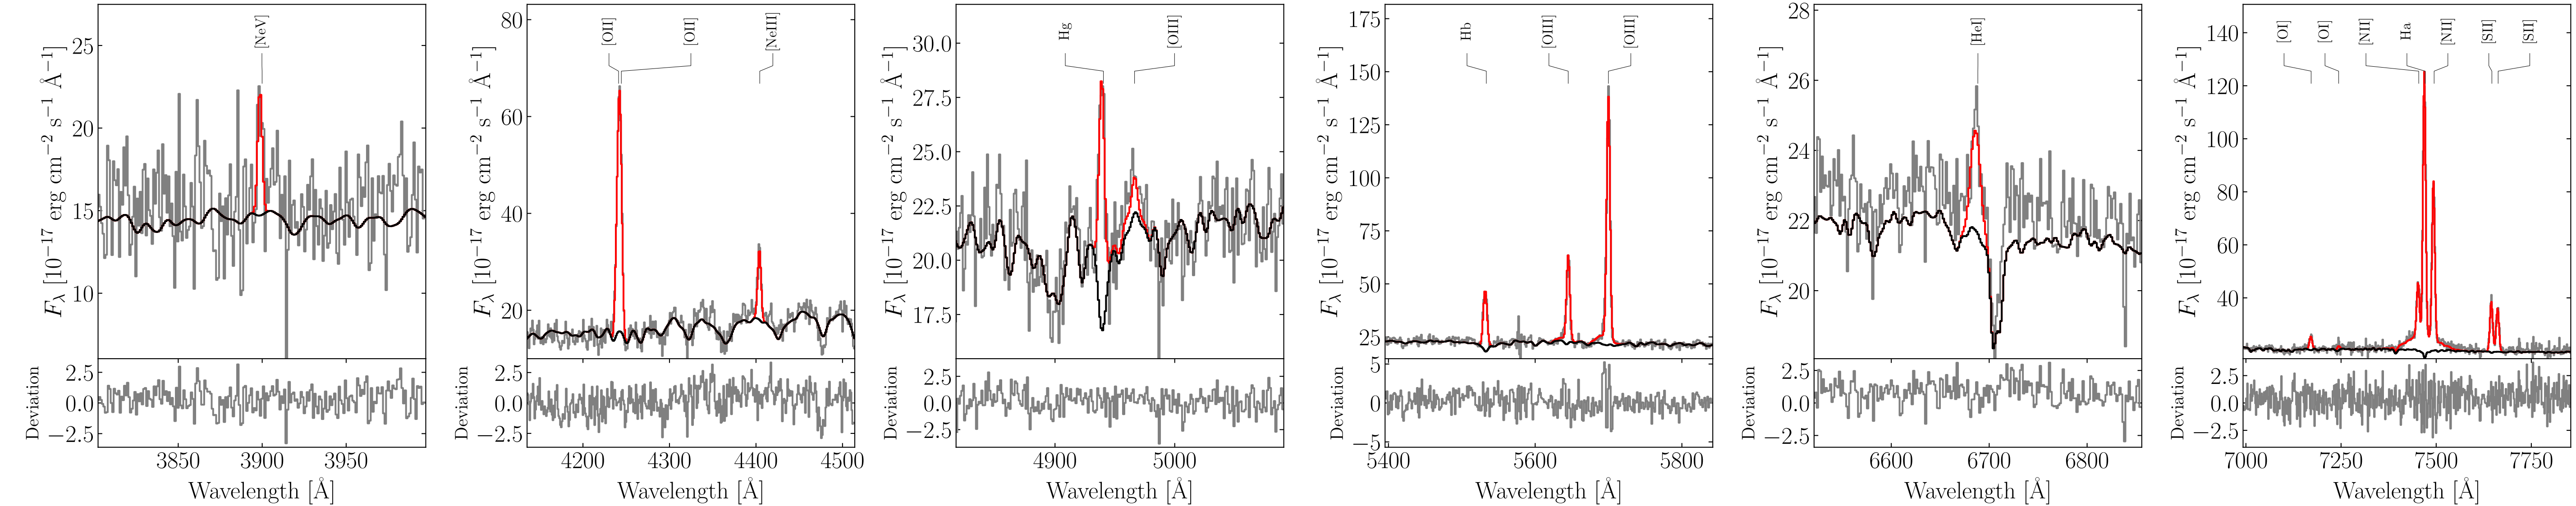 [NeV]
25
20
15
10
F_λ [10⁻¹⁷ erg cm⁻² s⁻¹ Å⁻¹]
2.5
0.0
−2.5
Deviation
3850 3900 3950
Wavelength [Å]
[OII] [OII] [NeIII]
80
60
40
20
F_λ [10⁻¹⁷ erg cm⁻² s⁻¹ Å⁻¹]
2.5
0.0
−2.5
Deviation
4200 4300 4400 4500
Wavelength [Å]
Hg [OIII]
30.0
27.5
25.0
22.5
20.0
17.5
F_λ [10⁻¹⁷ erg cm⁻² s⁻¹ Å⁻¹]
2.5
0.0
−2.5
Deviation
4900 5000
Wavelength [Å]
Hb [OIII] [OIII]
175
150
125
100
75
50
25
F_λ [10⁻¹⁷ erg cm⁻² s⁻¹ Å⁻¹]
5
0
−5
Deviation
5400 5600 5800
Wavelength [Å]
[HeI]
28
26
24
22
20
F_λ [10⁻¹⁷ erg cm⁻² s⁻¹ Å⁻¹]
2.5
0.0
−2.5
Deviation
6600 6700 6800
Wavelength [Å]
[OI] [OI] [NII] Ha [NII] [SII] [SII]
140
120
100
80
60
40
F_λ [10⁻¹⁷ erg cm⁻² s⁻¹ Å⁻¹]
2.5
0.0
−2.5
Deviation
7000 7250 7500 7750
Wavelength [Å]